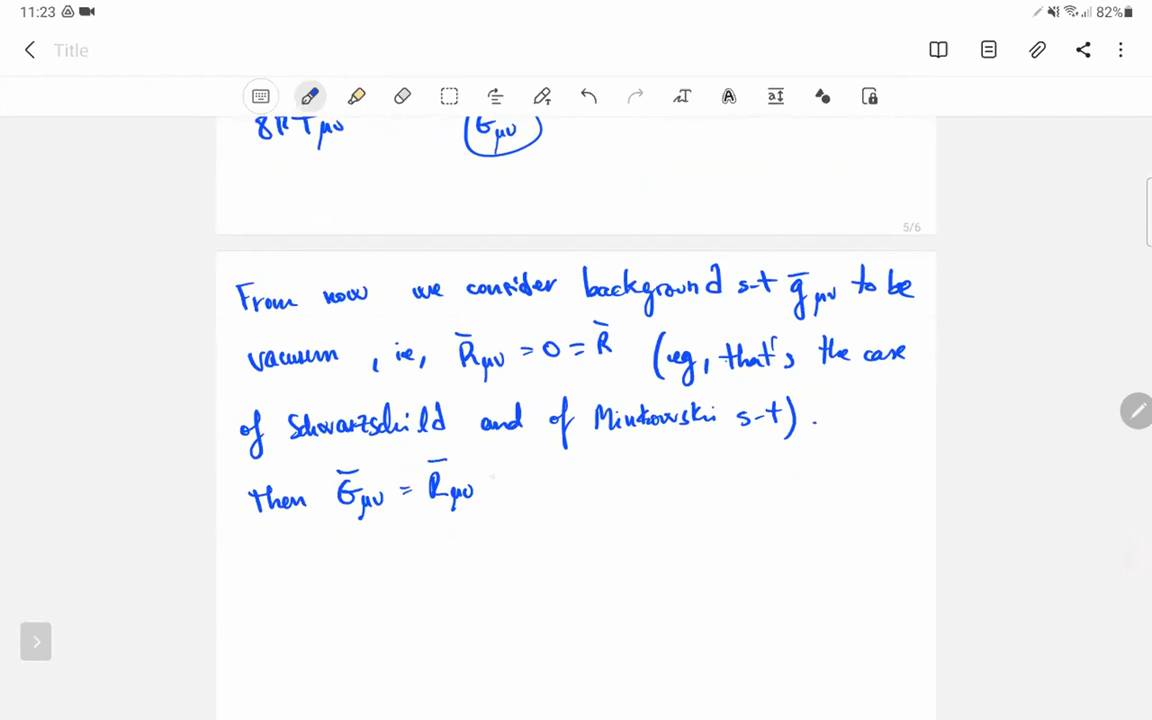 11:23 82%
Title
8πTμν Gμν
5/6
From now we consider background s-t ḡμν to be
vacuum, ie, R̄μν = 0 = R̄ (eg, that's the case
of Schwartzschild and of Minkowski s-t).
then Ḡμν = R̄μν